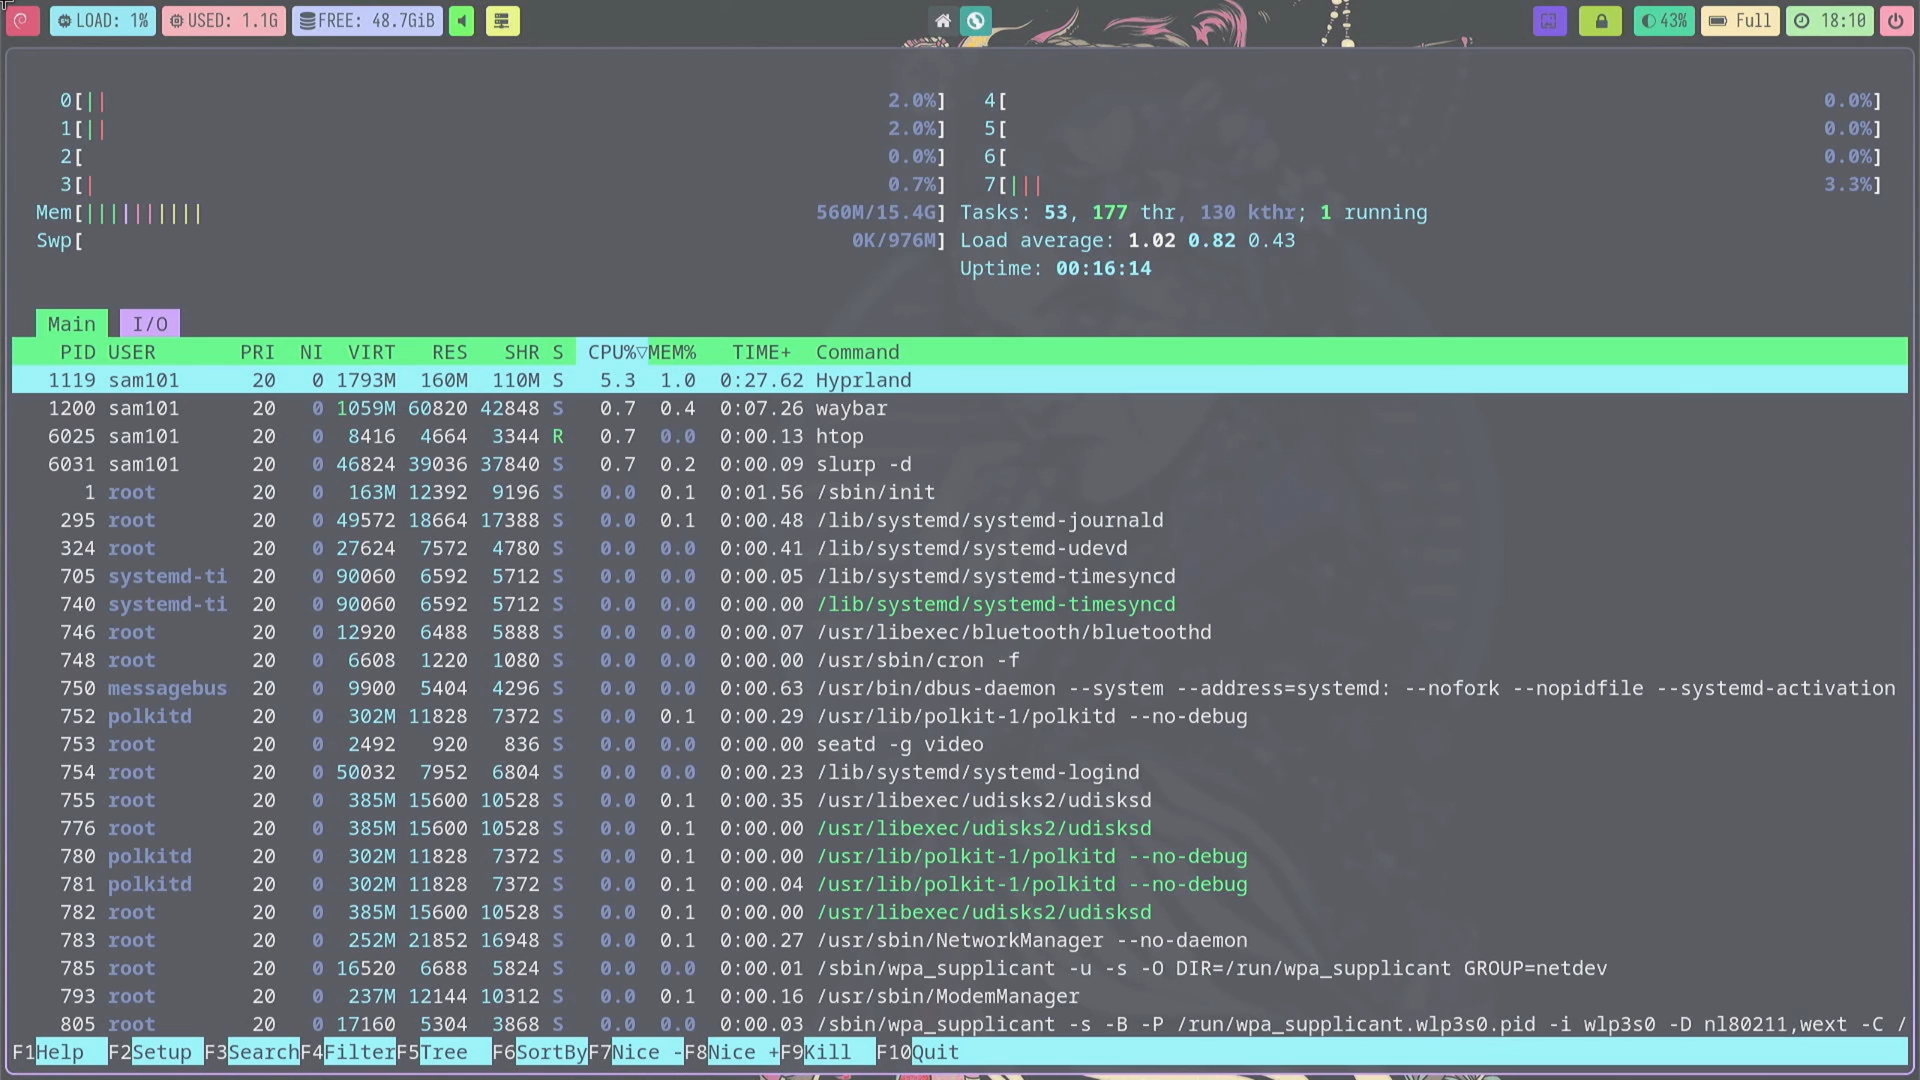 LOAD: 1% USED: 1.1G FREE: 48.7GiB 43% Full 18:10
0[|| 2.0%] 4[ 0.0%]
1[|| 2.0%] 5[ 0.0%]
2[ 0.0%] 6[ 0.0%]
3[| 0.7%] 7[||| 3.3%]
Mem[|||||||||| 560M/15.4G] Tasks: 53, 177 thr, 130 kthr; 1 running
Swp[ 0K/976M] Load average: 1.02 0.82 0.43
Uptime: 00:16:14
Main I/O
PID USER PRI NI VIRT RES SHR S CPU%▽MEM% TIME+ Command
1119 sam101 20 0 1793M 160M 110M S 5.3 1.0 0:27.62 Hyprland
1200 sam101 20 0 1059M 60820 42848 S 0.7 0.4 0:07.26 waybar
6025 sam101 20 0 8416 4664 3344 R 0.7 0.0 0:00.13 htop
6031 sam101 20 0 46824 39036 37840 S 0.7 0.2 0:00.09 slurp -d
1 root 20 0 163M 12392 9196 S 0.0 0.1 0:01.56 /sbin/init
295 root 20 0 49572 18664 17388 S 0.0 0.1 0:00.48 /lib/systemd/systemd-journald
324 root 20 0 27624 7572 4780 S 0.0 0.0 0:00.41 /lib/systemd/systemd-udevd
705 systemd-ti 20 0 90060 6592 5712 S 0.0 0.0 0:00.05 /lib/systemd/systemd-timesyncd
740 systemd-ti 20 0 90060 6592 5712 S 0.0 0.0 0:00.00 /lib/systemd/systemd-timesyncd
746 root 20 0 12920 6488 5888 S 0.0 0.0 0:00.07 /usr/libexec/bluetooth/bluetoothd
748 root 20 0 6608 1220 1080 S 0.0 0.0 0:00.00 /usr/sbin/cron -f
750 messagebus 20 0 9900 5404 4296 S 0.0 0.0 0:00.63 /usr/bin/dbus-daemon --system --address=systemd: --nofork --nopidfile --systemd-activation
752 polkitd 20 0 302M 11828 7372 S 0.0 0.1 0:00.29 /usr/lib/polkit-1/polkitd --no-debug
753 root 20 0 2492 920 836 S 0.0 0.0 0:00.00 seatd -g video
754 root 20 0 50032 7952 6804 S 0.0 0.0 0:00.23 /lib/systemd/systemd-logind
755 root 20 0 385M 15600 10528 S 0.0 0.1 0:00.35 /usr/libexec/udisks2/udisksd
776 root 20 0 385M 15600 10528 S 0.0 0.1 0:00.00 /usr/libexec/udisks2/udisksd
780 polkitd 20 0 302M 11828 7372 S 0.0 0.1 0:00.00 /usr/lib/polkit-1/polkitd --no-debug
781 polkitd 20 0 302M 11828 7372 S 0.0 0.1 0:00.04 /usr/lib/polkit-1/polkitd --no-debug
782 root 20 0 385M 15600 10528 S 0.0 0.1 0:00.00 /usr/libexec/udisks2/udisksd
783 root 20 0 252M 21852 16948 S 0.0 0.1 0:00.27 /usr/sbin/NetworkManager --no-daemon
785 root 20 0 16520 6688 5824 S 0.0 0.0 0:00.01 /sbin/wpa_supplicant -u -s -O DIR=/run/wpa_supplicant GROUP=netdev
793 root 20 0 237M 12144 10312 S 0.0 0.1 0:00.16 /usr/sbin/ModemManager
805 root 20 0 17160 5304 3868 S 0.0 0.0 0:00.03 /sbin/wpa_supplicant -s -B -P /run/wpa_supplicant.wlp3s0.pid -i wlp3s0 -D nl80211,wext -C /
F1Help F2Setup F3SearchF4FilterF5Tree F6SortByF7Nice -F8Nice +F9Kill F10Quit